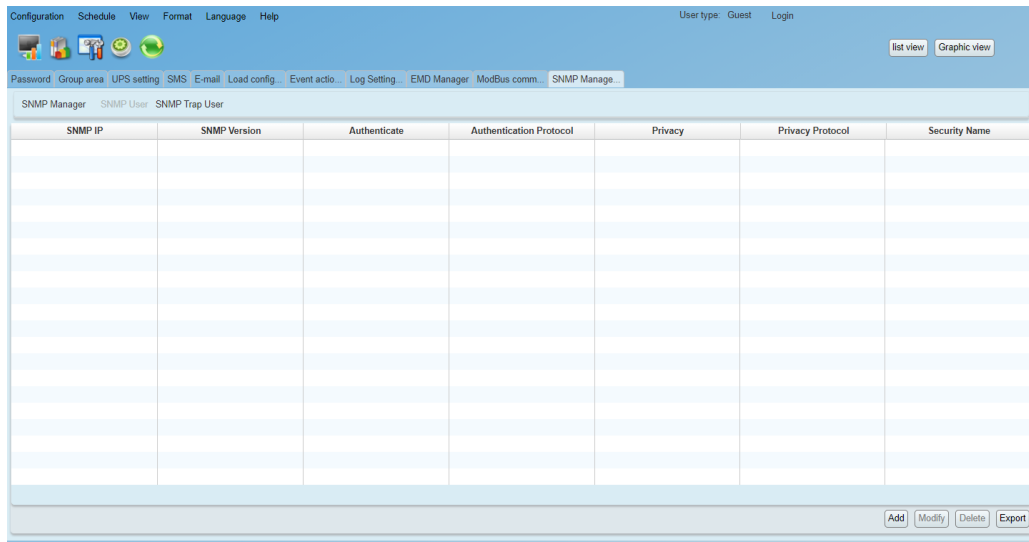 Configuration Schedule View Format Language Help User type: Guest Login
list view Graphic view
Password Group area UPS setting SMS E-mail Load config... Event actio... Log Setting... EMD Manager ModBus comm... SNMP Manage...
SNMP Manager SNMP User SNMP Trap User
SNMP IP SNMP Version Authenticate Authentication Protocol Privacy Privacy Protocol Security Name
Add Modify Delete Export